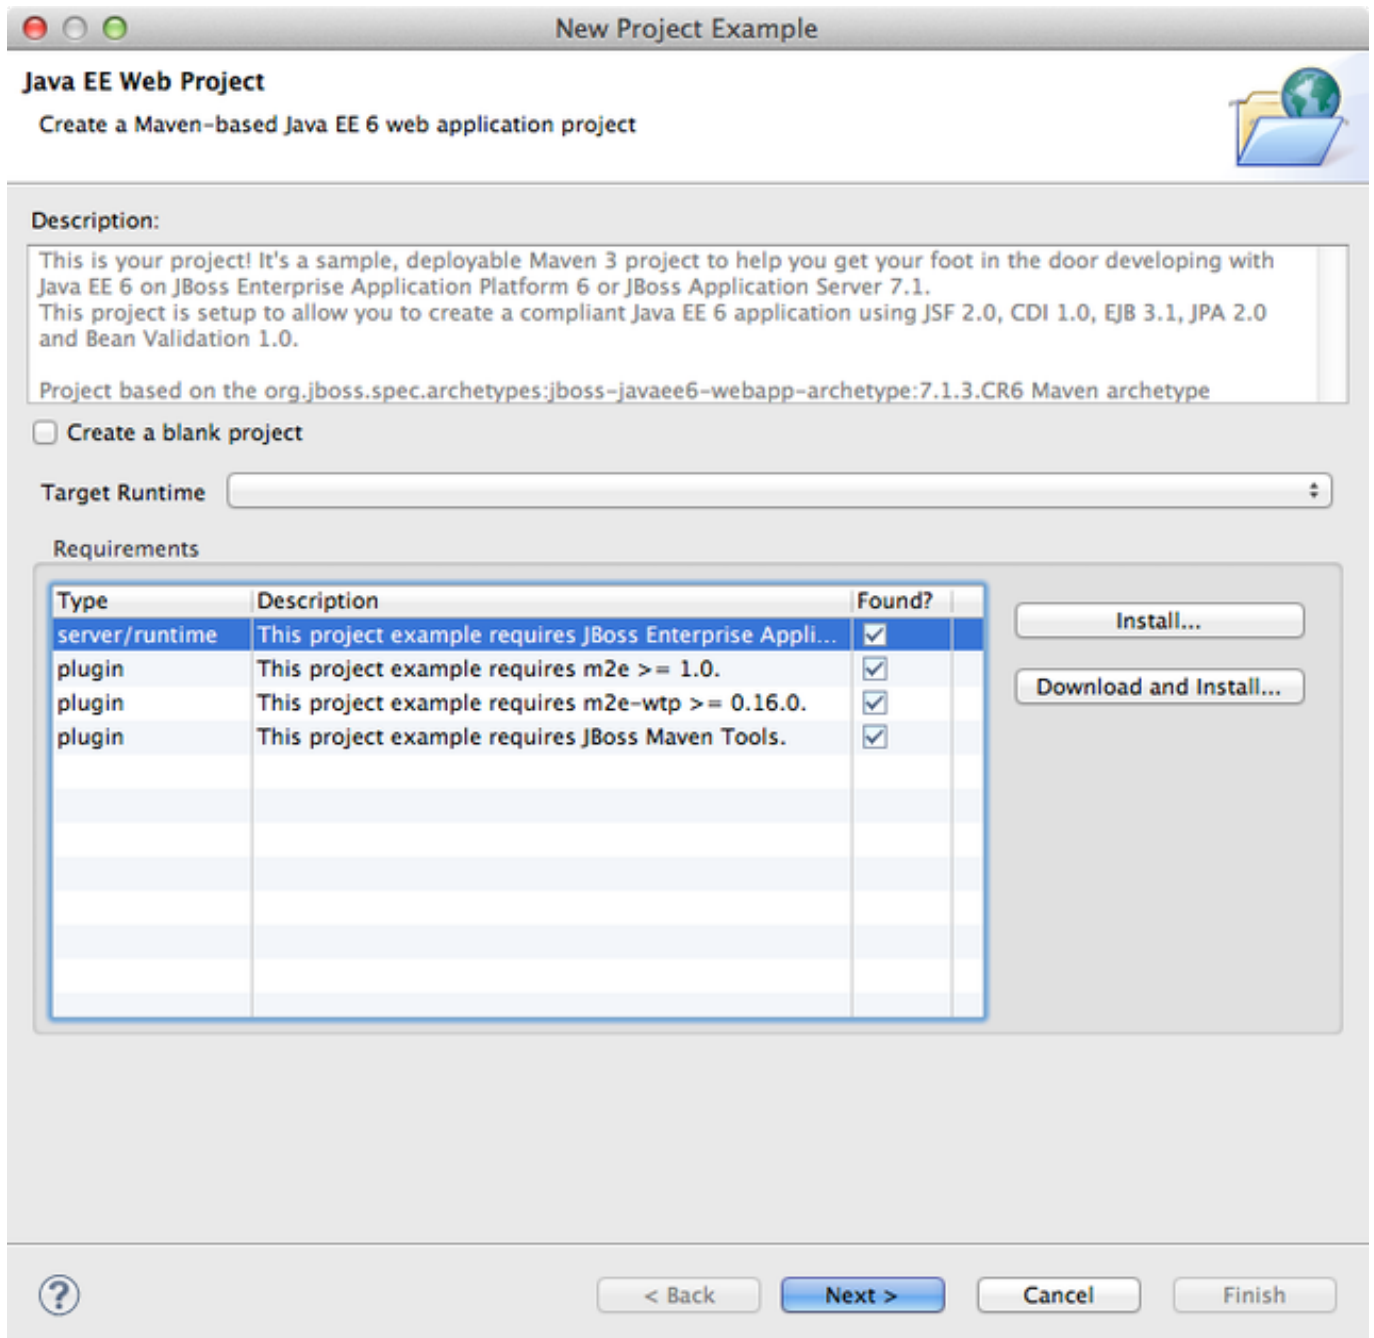 New Project Example
Java EE Web Project
Create a Maven-based Java EE 6 web application project
Description:
This is your project! It's a sample, deployable Maven 3 project to help you get your foot in the door developing with
Java EE 6 on JBoss Enterprise Application Platform 6 or JBoss Application Server 7.1.
This project is setup to allow you to create a compliant Java EE 6 application using JSF 2.0, CDI 1.0, EJB 3.1, JPA 2.0
and Bean Validation 1.0.
Project based on the org.jboss.spec.archetypes:jboss-javaee6-webapp-archetype:7.1.3.CR6 Maven archetype
Create a blank project
Target Runtime
Requirements
Type Description Found?
server/runtime This project example requires JBoss Enterprise Appli...
plugin This project example requires m2e >= 1.0.
plugin This project example requires m2e-wtp >= 0.16.0.
plugin This project example requires JBoss Maven Tools.
Install...
Download and Install...
? < Back Next > Cancel Finish